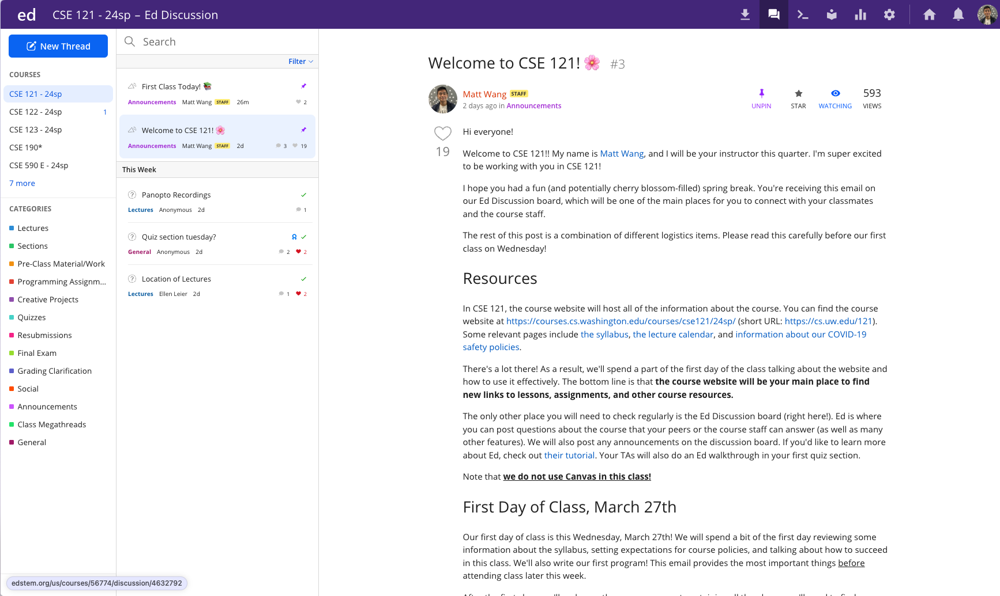 ed CSE 121 - 24sp – Ed Discussion
New Thread
COURSES
CSE 121 - 24sp
CSE 122 - 24sp 1
CSE 123 - 24sp
CSE 190*
CSE 590 E - 24sp
7 more
CATEGORIES
Lectures
Sections
Pre-Class Material/Work
Programming Assignm...
Creative Projects
Quizzes
Resubmissions
Final Exam
Grading Clarification
Social
Announcements
Class Megathreads
General
edstem.org/us/courses/56774/discussion/4632792
Search
Filter
First Class Today! 📚
Announcements Matt Wang STAFF 26m 2
Welcome to CSE 121! 🌸
Announcements Matt Wang STAFF 2d 3 19
This Week
Panopto Recordings
Lectures Anonymous 2d 1
Quiz section tuesday?
General Anonymous 2d 2 2
Location of Lectures
Lectures Ellen Leier 2d 1 2
Welcome to CSE 121! 🌸 #3
Matt Wang STAFF
2 days ago in Announcements
UNPIN
STAR
WATCHING
593
VIEWS
19
Hi everyone!
Welcome to CSE 121!! My name is Matt Wang, and I will be your instructor this quarter. I'm super excited
to be working with you in CSE 121!
I hope you had a fun (and potentially cherry blossom-filled) spring break. You're receiving this email on
our Ed Discussion board, which will be one of the main places for you to connect with your classmates
and the course staff.
The rest of this post is a combination of different logistics items. Please read this carefully before our first
class on Wednesday!
Resources
In CSE 121, the course website will host all of the information about the course. You can find the course
website at https://courses.cs.washington.edu/courses/cse121/24sp/ (short URL: https://cs.uw.edu/121).
Some relevant pages include the syllabus, the lecture calendar, and information about our COVID-19
safety policies.
There's a lot there! As a result, we'll spend a part of the first day of the class talking about the website and
how to use it effectively. The bottom line is that the course website will be your main place to find
new links to lessons, assignments, and other course resources.
The only other place you will need to check regularly is the Ed Discussion board (right here!). Ed is where
you can post questions about the course that your peers or the course staff can answer (as well as many
other features). We will also post any announcements on the discussion board. If you'd like to learn more
about Ed, check out their tutorial. Your TAs will also do an Ed walkthrough in your first quiz section.
Note that we do not use Canvas in this class!
First Day of Class, March 27th
Our first day of class is this Wednesday, March 27th! We will spend a bit of the first day reviewing some
information about the syllabus, setting expectations for course policies, and talking about how to succeed
in this class. We'll also write our first program! This email provides the most important things before
attending class later this week.